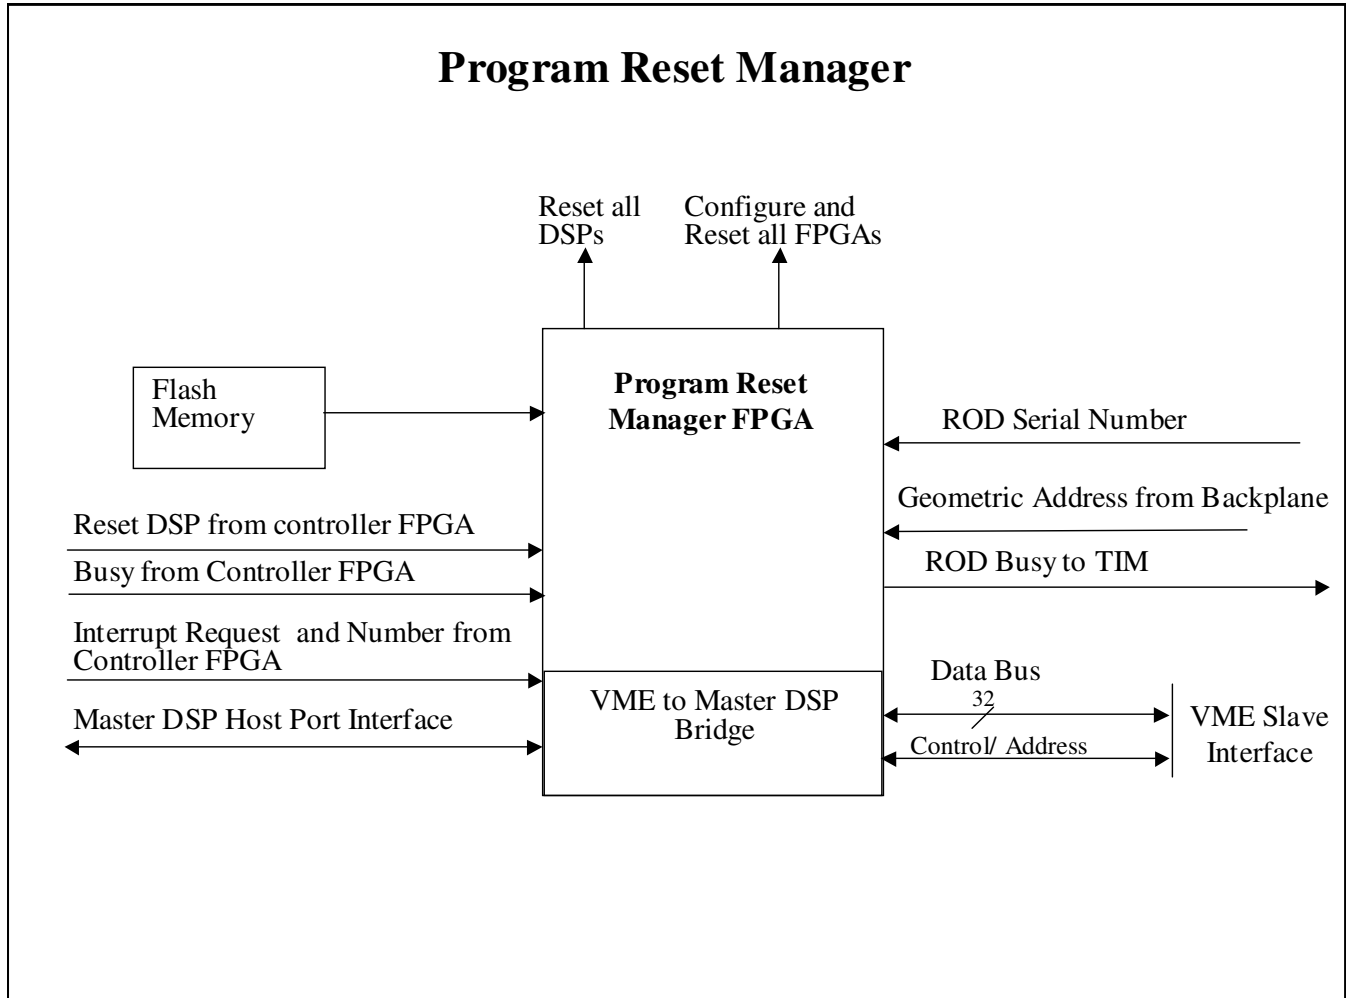 Program Reset Manager
Reset all
DSPs
Configure and
Reset all FPGAs
Flash
Memory
Program Reset
Manager FPGA
ROD Serial Number
Geometric Address from Backplane
Reset DSP from controller FPGA
ROD Busy to TIM
Busy from Controller FPGA
Interrupt Request and Number from
Controller FPGA
Master DSP Host Port Interface
VME to Master DSP
Bridge
Data Bus
32
Control/ Address
VME Slave
Interface